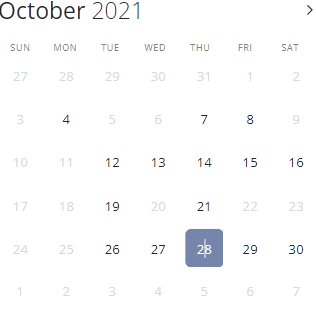 October 2021
SUN MON TUE WED THU FRI SAT
27 28 29 30 31 1 2
3 4 5 6 7 8 9
10 11 12 13 14 15 16
17 18 19 20 21 22 23
24 25 26 27 28 29 30
1 2 3 4 5 6 7